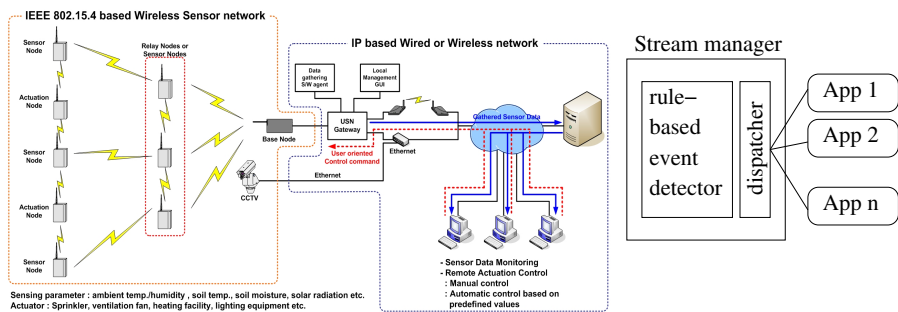 IEEE 802.15.4 based Wireless Sensor network
Sensor
Node
Relay Nodes or
Sensor Nodes
Actuation
Node
Sensor
Node
Actuation
Node
Sensor
Node
Base Node
IP based Wired or Wireless network
Data
gathering
S/W agent
Local
Management
GUI
USN
Gateway
Gathered Sensor Data
User oriented
Control command
Ethernet
Ethernet
CCTV
- Sensor Data Monitoring
- Remote Actuation Control
: Manual control
: Automatic control based on
predefined values
Sensing parameter : ambient temp./humidity , soil temp., soil moisture, solar radiation etc.
Actuator : Sprinkler, ventilation fan, heating facility, lighting equipment etc.
Stream manager
rule−
based
event
detector
dispatcher
App 1
App 2
App n